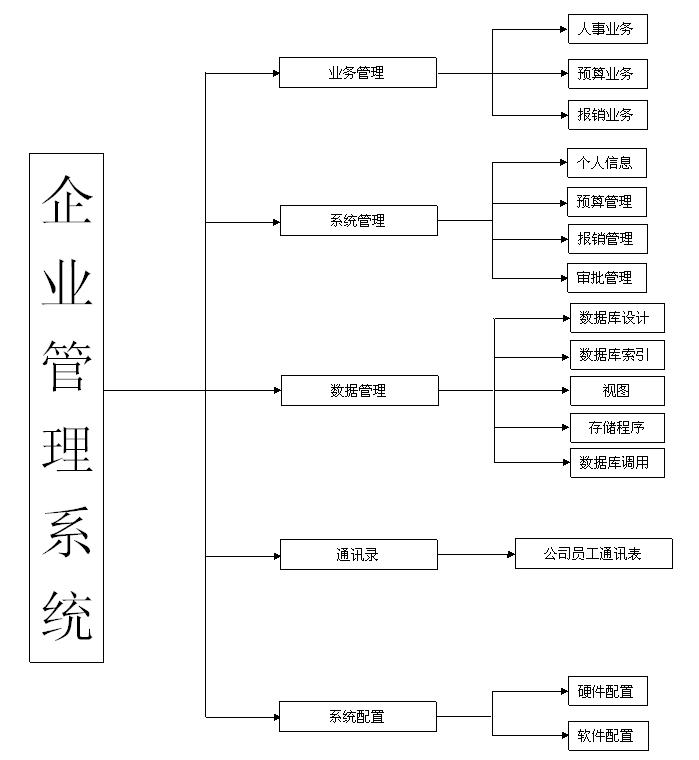 企业管理系统
业务管理
人事业务
预算业务
报销业务
系统管理
个人信息
预算管理
报销管理
审批管理
数据管理
数据库设计
数据库索引
视图
存储程序
数据库调用
通讯录
公司员工通讯表
系统配置
硬件配置
软件配置